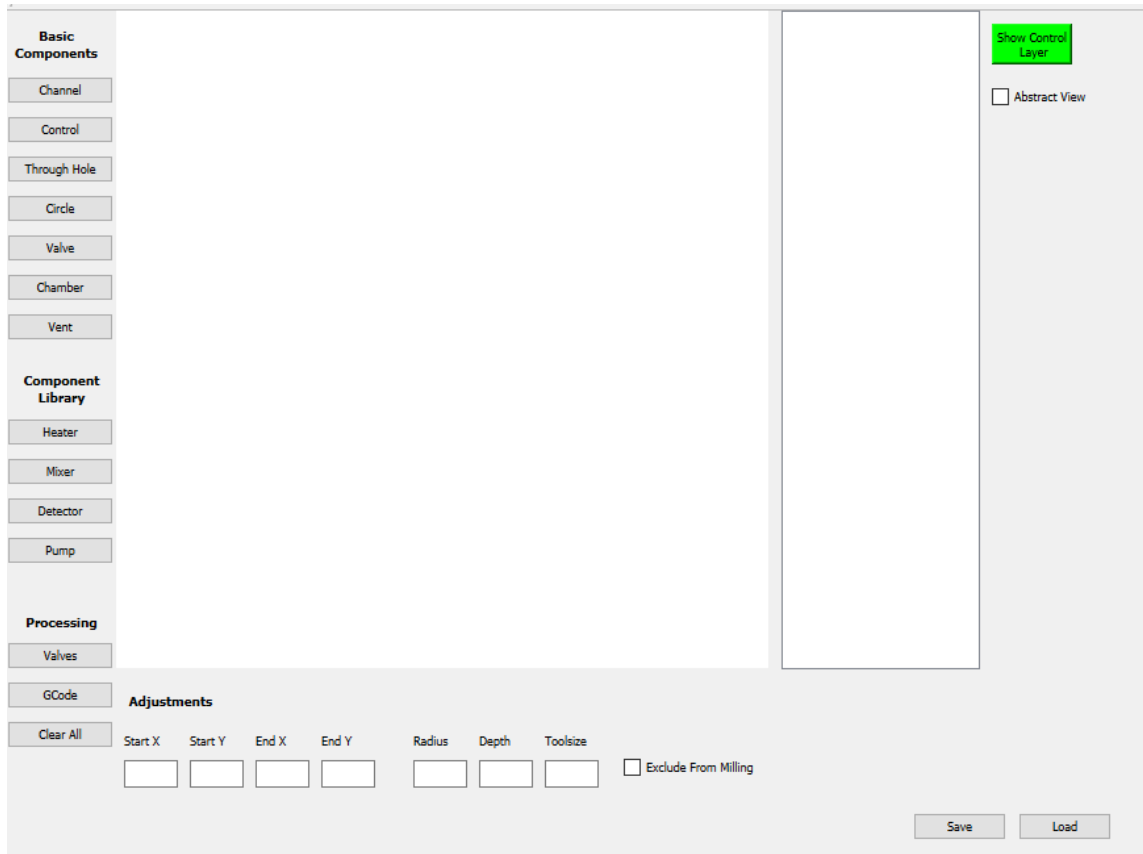 Basic
Components
Channel
Control
Through Hole
Circle
Valve
Chamber
Vent
Component
Library
Heater
Mixer
Detector
Pump
Processing
Valves
GCode
Clear All
Show Control
Layer
Abstract View
Adjustments
Start X Start Y End X End Y Radius Depth Toolsize
Exclude From Milling
Save Load